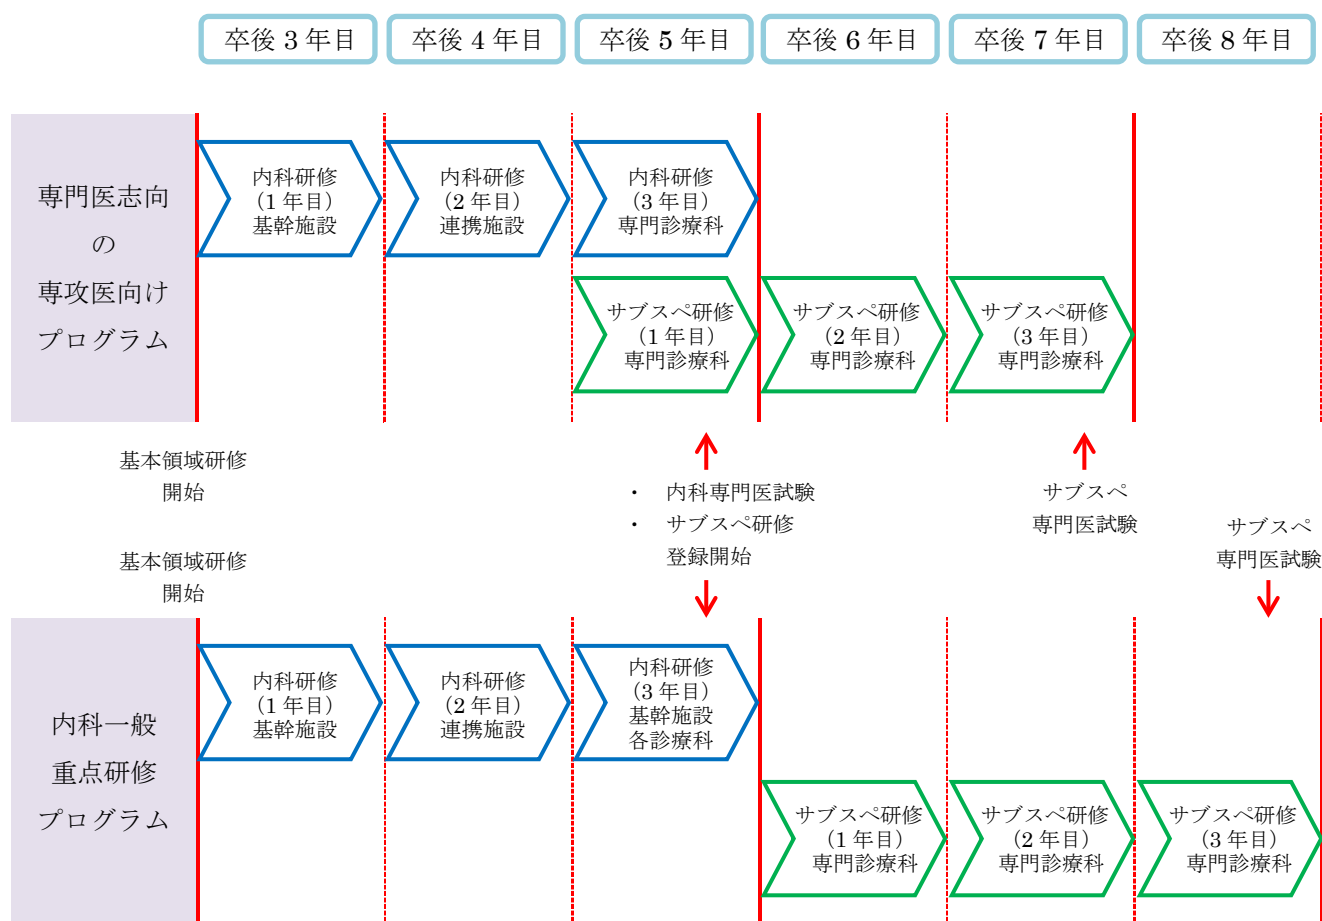 卒後 3 年目
卒後 4 年目
卒後 5 年目
卒後 6 年目
卒後 7 年目
卒後 8 年目
専門医志向
の
専攻医向け
プログラム
内科研修
(1 年目)
基幹施設
内科研修
(2 年目)
連携施設
内科研修
(3 年目)
専門診療科
サブスペ研修
(1 年目)
専門診療科
サブスペ研修
(2 年目)
専門診療科
サブスペ研修
(3 年目)
専門診療科
基本領域研修
開始
・ 内科専門医試験
・ サブスペ研修
登録開始
サブスペ
専門医試験
サブスペ
専門医試験
基本領域研修
開始
内科一般
重点研修
プログラム
内科研修
(1 年目)
基幹施設
内科研修
(2 年目)
連携施設
内科研修
(3 年目)
基幹施設
各診療科
サブスペ研修
(1 年目)
専門診療科
サブスペ研修
(2 年目)
専門診療科
サブスペ研修
(3 年目)
専門診療科